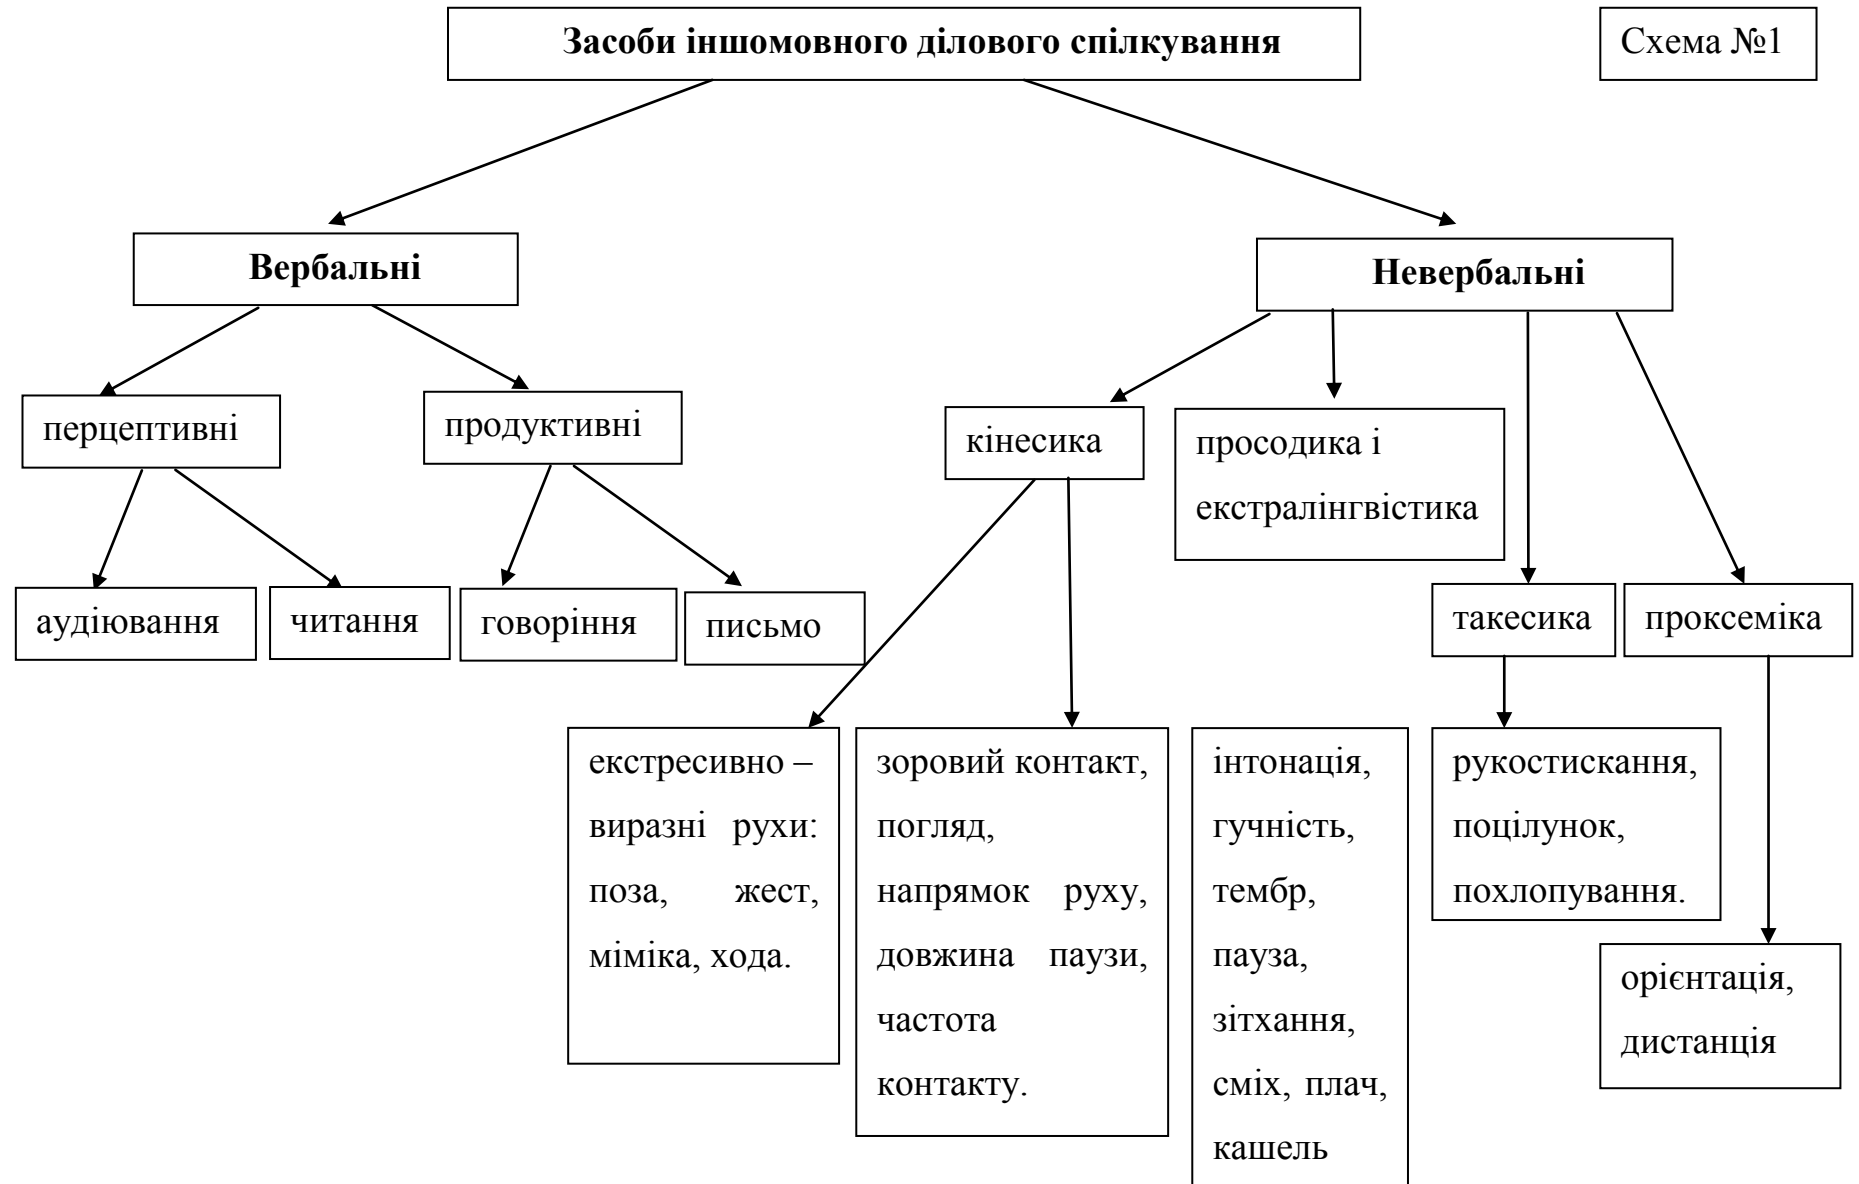 Засоби іншомовного ділового спілкування
Схема №1
Вербальні
Невербальні
перцептивні
продуктивні
кінесика
просодика і
екстралінгвістика
аудіювання
читання
говоріння
письмо
такесика
проксеміка
екстресивно –
виразні рухи:
поза, жест,
міміка, хода.
зоровий контакт,
погляд,
напрямок руху,
довжина паузи,
частота
контакту.
інтонація,
гучність,
тембр,
пауза,
зітхання,
сміх, плач,
кашель
рукостискання,
поцілунок,
похлопування.
орієнтація,
дистанція